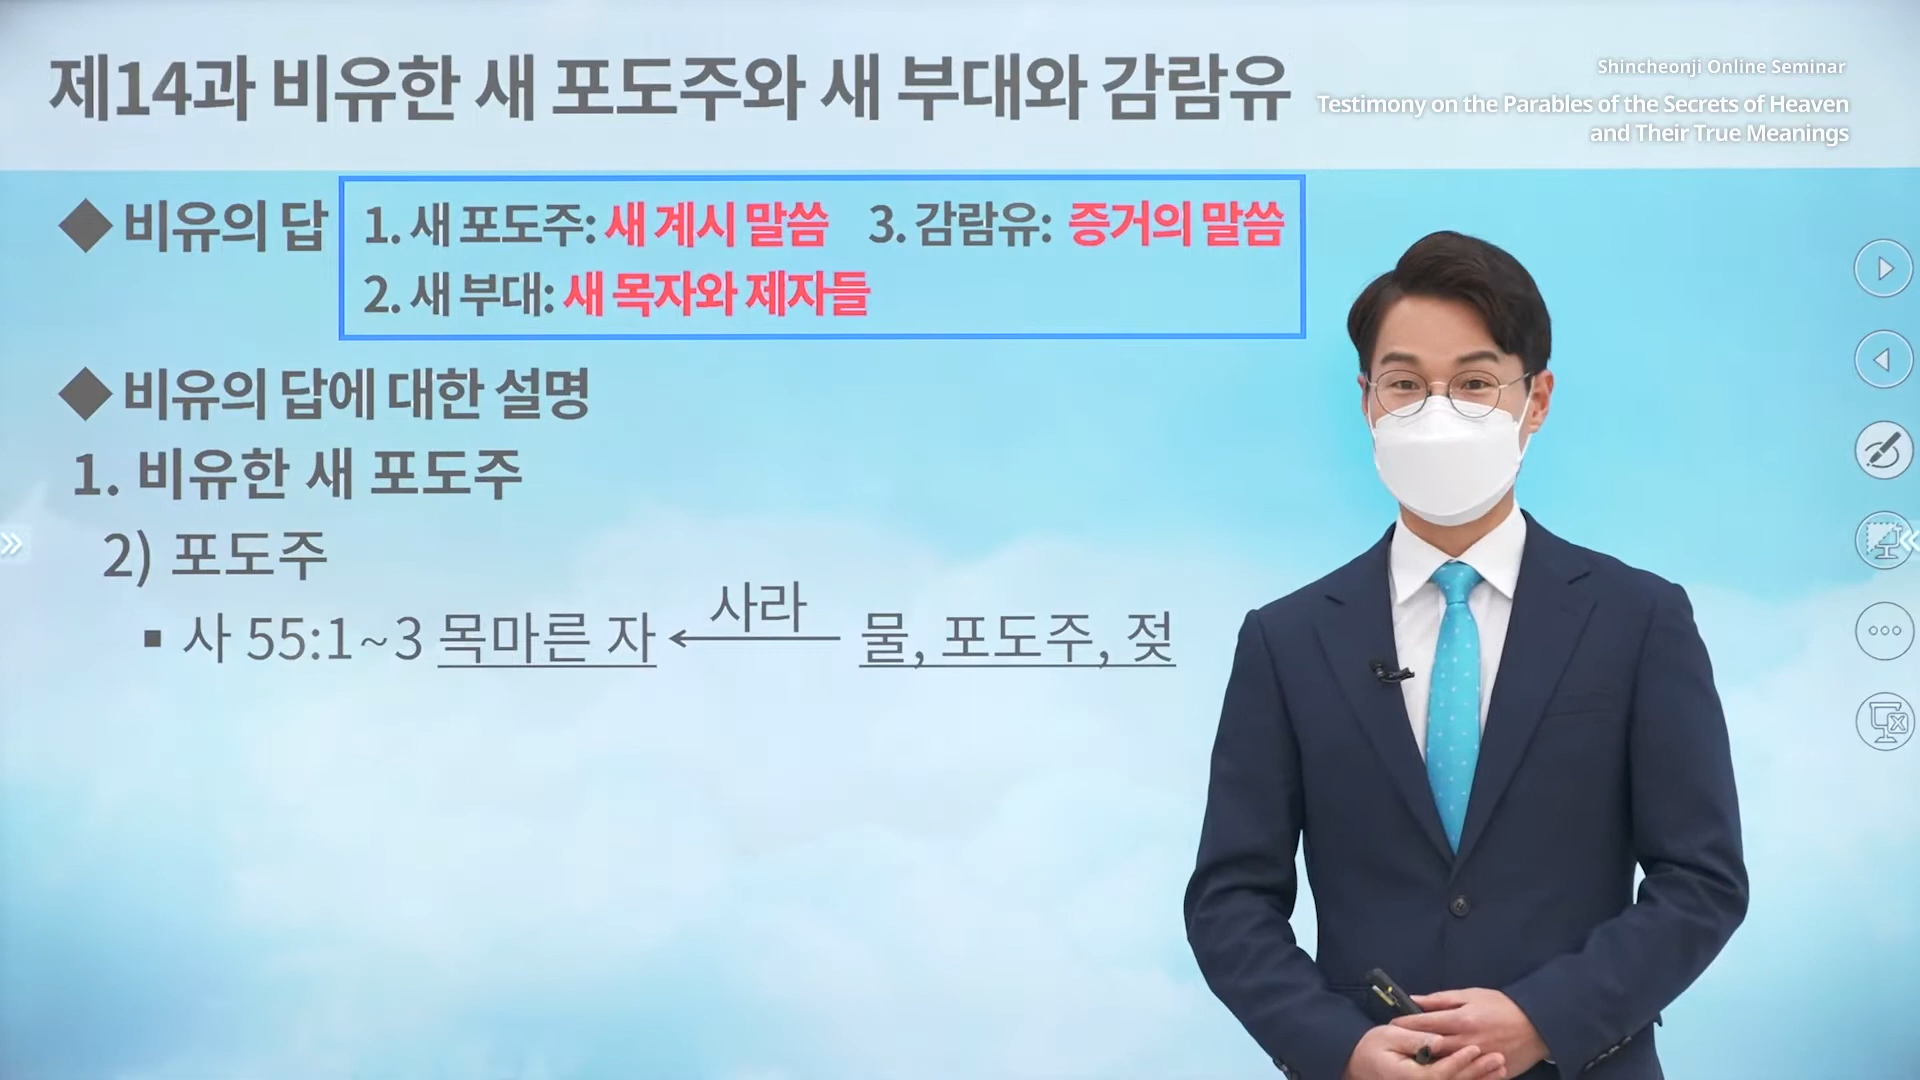 제14과 비유한 새 포도주와 새 부대와 감람유
Shincheonji Online Seminar
Testimony on the Parables of the Secrets of Heaven
and Their True Meanings
◆ 비유의 답
1. 새 포도주: 새 계시 말씀 3. 감람유: 증거의 말씀
2. 새 부대: 새 목자와 제자들
◆ 비유의 답에 대한 설명
1. 비유한 새 포도주
2) 포도주
▪ 사 55:1~3 목마른 자 ← 사라 물, 포도주, 젖